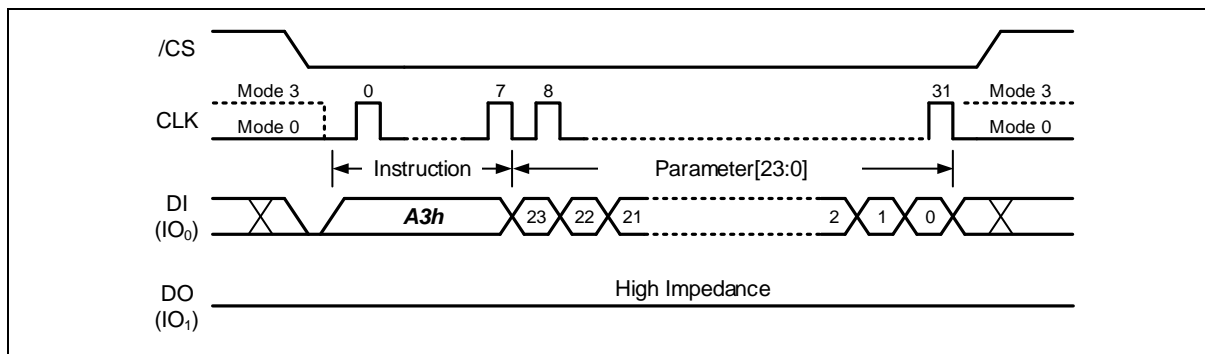 /CS
CLK
Mode 3
Mode 0
0
7
8
31
Mode 3
Mode 0
Instruction
Parameter[23:0]
DI
(IO₀)
A3h
23
22
21
2
1
0
DO
(IO₁)
High Impedance